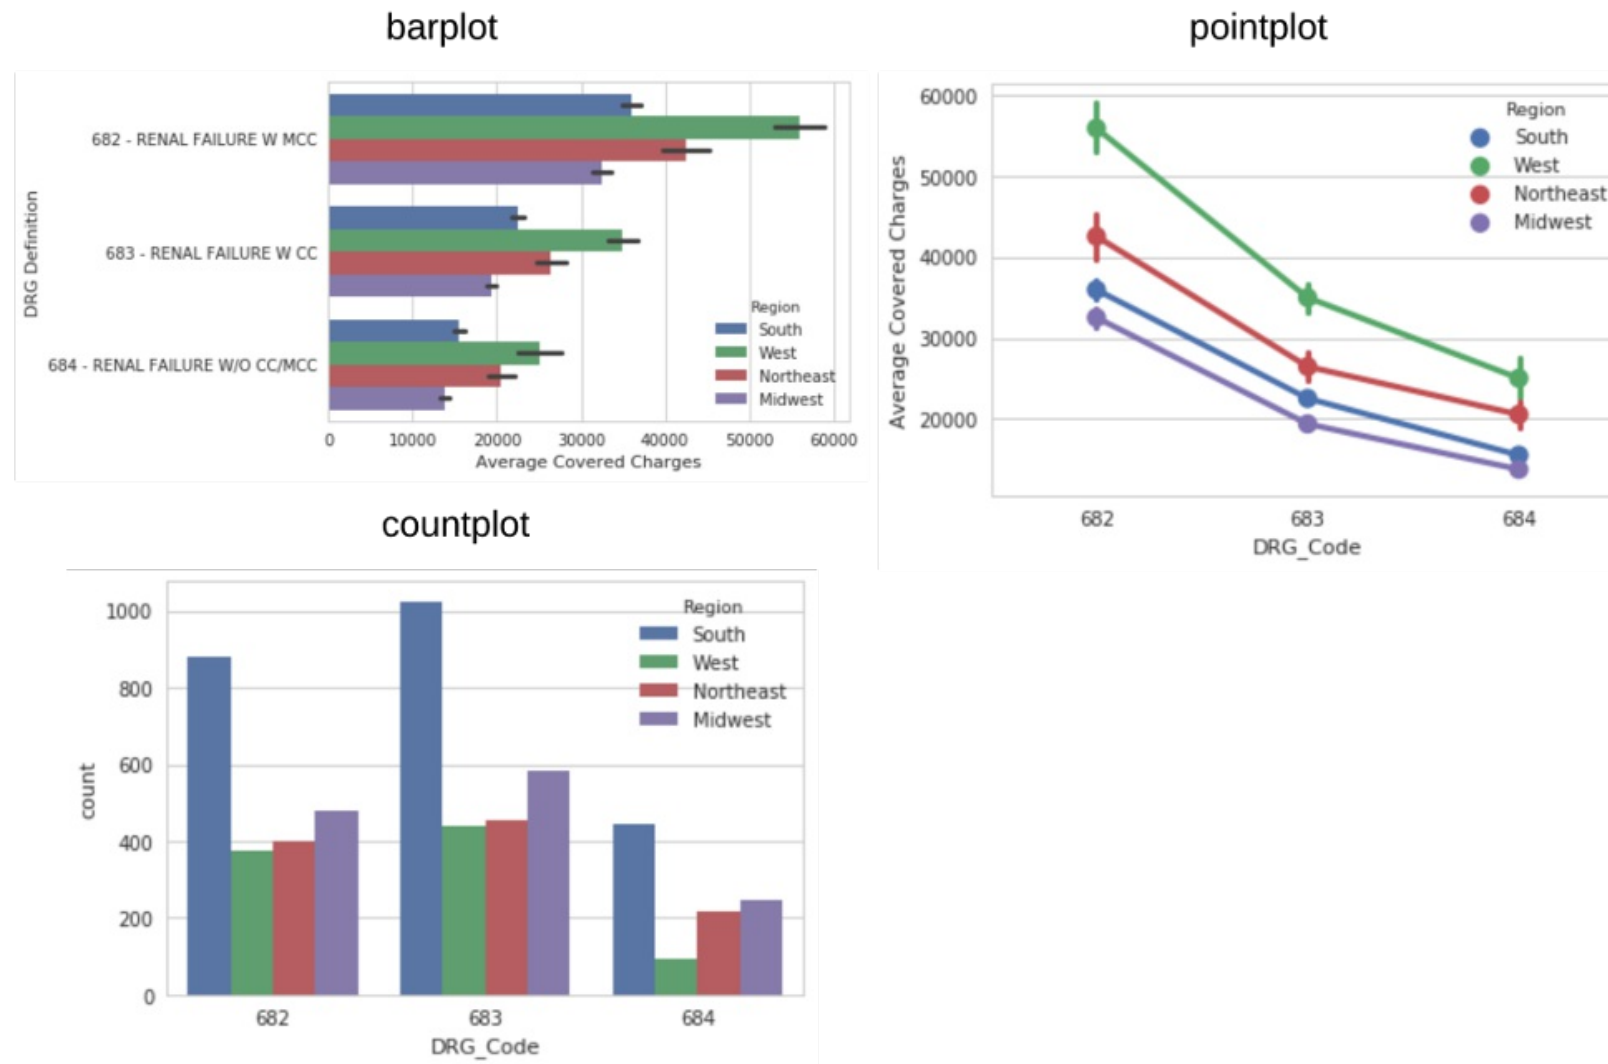 barplot
DRG Definition
682 - RENAL FAILURE W MCC
683 - RENAL FAILURE W CC
684 - RENAL FAILURE W/O CC/MCC
Region
South
West
Northeast
Midwest
0 10000 20000 30000 40000 50000 60000
Average Covered Charges
pointplot
Average Covered Charges
60000
50000
40000
30000
20000
Region
South
West
Northeast
Midwest
682 683 684
DRG_Code
countplot
count
1000
800
600
400
200
0
Region
South
West
Northeast
Midwest
682 683 684
DRG_Code